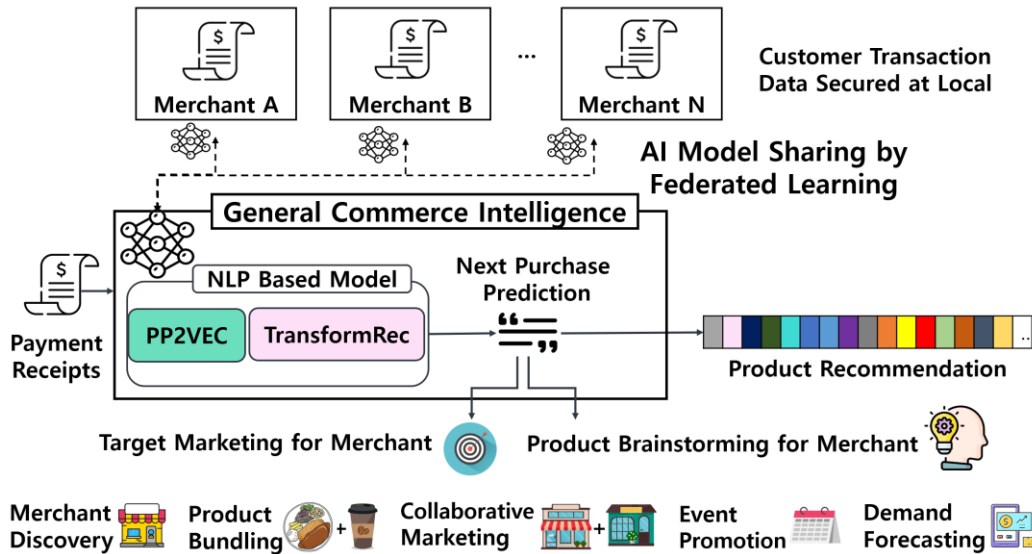 Merchant A
Merchant B
...
Merchant N
Customer Transaction
Data Secured at Local
AI Model Sharing by
Federated Learning
General Commerce Intelligence
Payment
Receipts
NLP Based Model
PP2VEC
TransformRec
Next Purchase
Prediction
Product Recommendation
Target Marketing for Merchant
Product Brainstorming for Merchant
Merchant
Discovery
Product
Bundling
+
Collaborative
Marketing
+
Event
Promotion
Demand
Forecasting